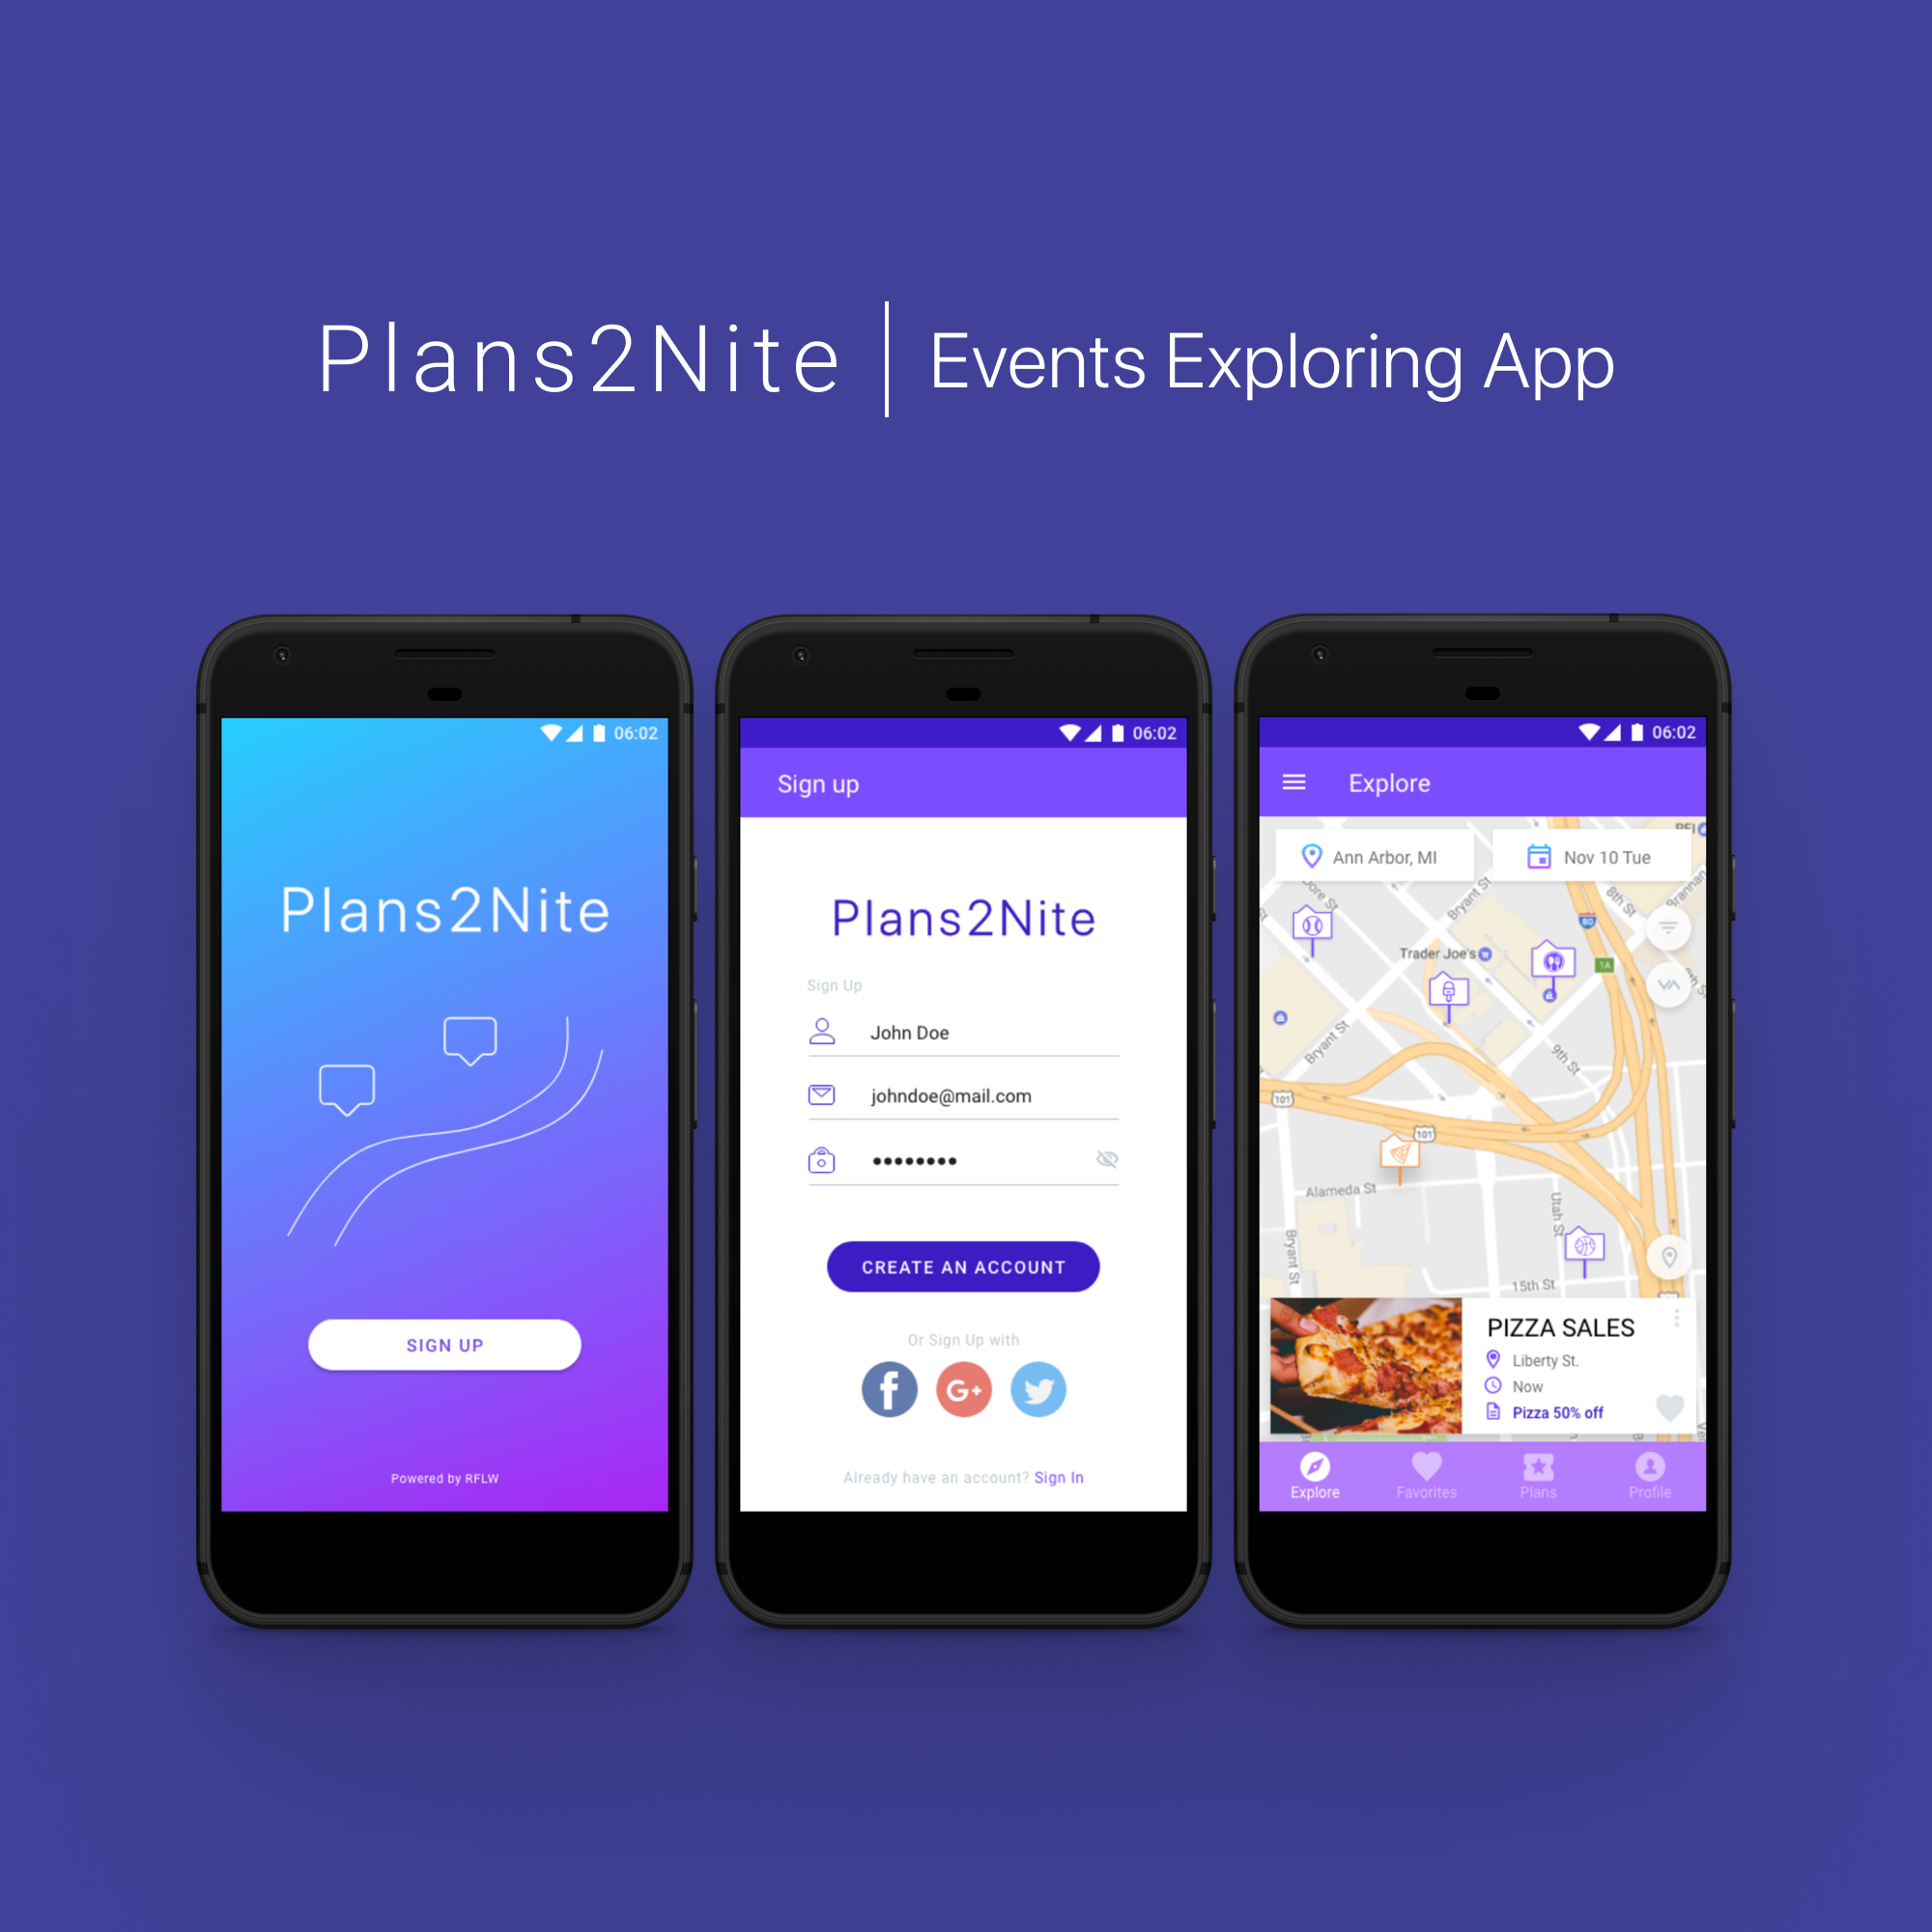 Plans2Nite | Events Exploring App
06:02
Plans2Nite
SIGN UP
Powered by RFLW
06:02
Sign up
Plans2Nite
Sign Up
John Doe
johndoe@mail.com
CREATE AN ACCOUNT
Or Sign Up with
f G+
Already have an account? Sign In
06:02
Explore
Ann Arbor, MI
Nov 10 Tue
Bryant St
8th St
Brannan
80
Trader Joe's
1A
Bryant St
9th St
101
101
Alameda St
Utah St
Bryant St
15th St
PIZZA SALES
Liberty St.
Now
Pizza 50% off
Explore Favorites Plans Profile